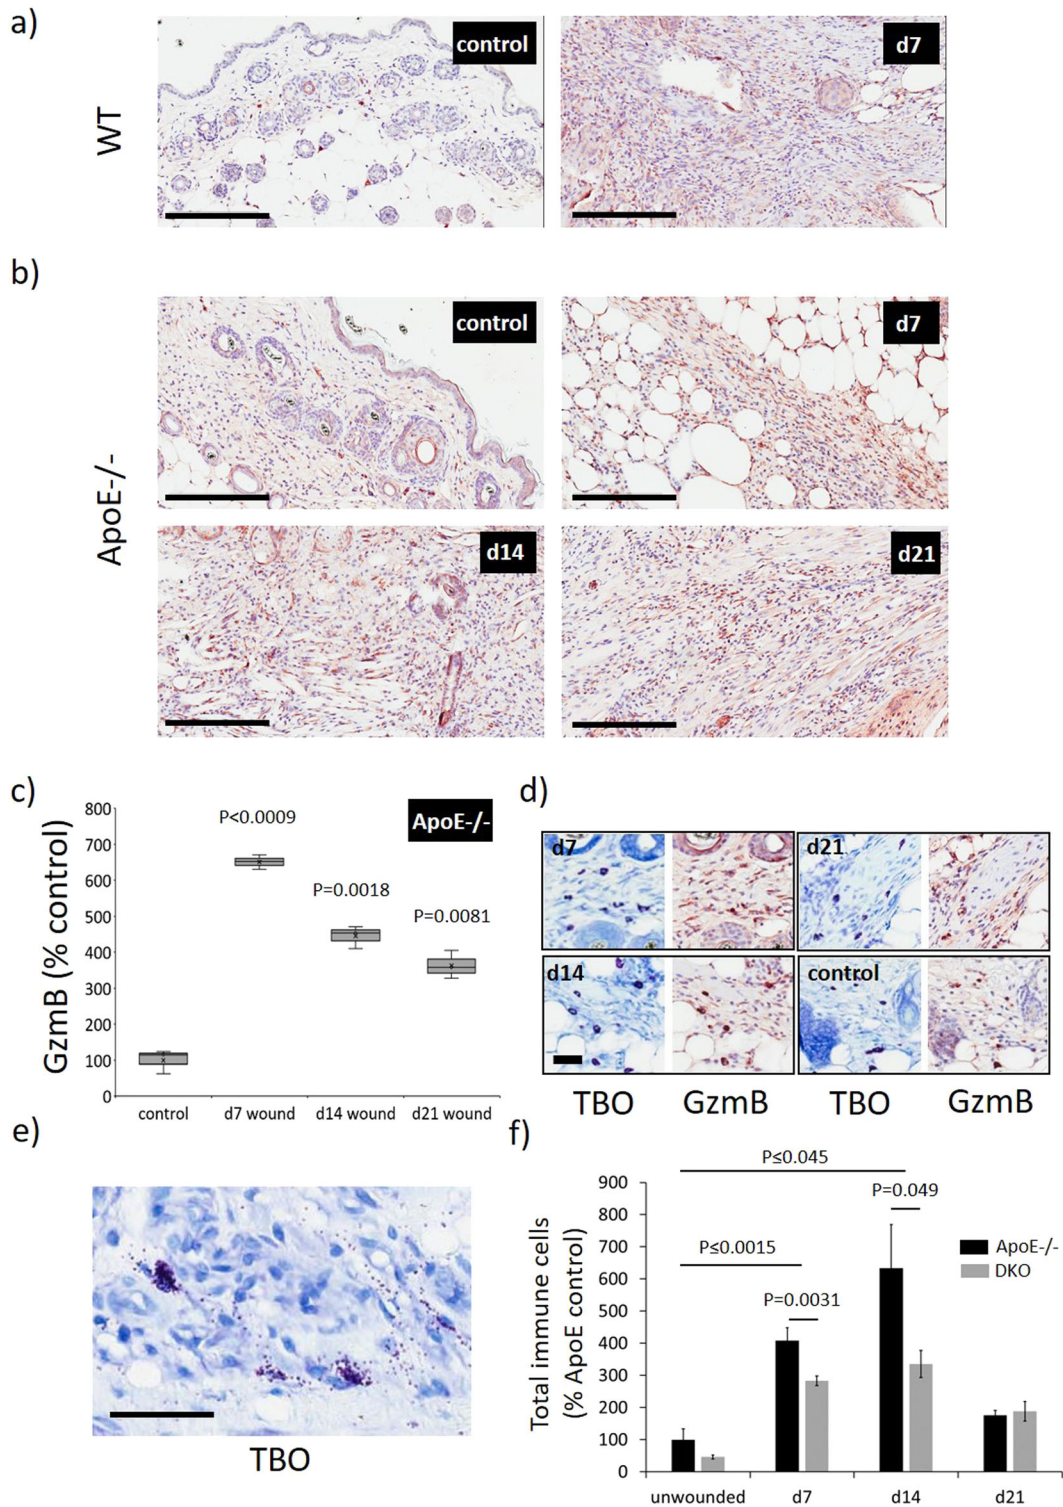 a)
WT
control
d7
b)
ApoE-/-
control
d7
d14
d21
c)
GzmB (% control)
800
700
600
500
400
300
200
100
0
ApoE-/-
P<0.0009
P=0.0018
P=0.0081
control
d7 wound
d14 wound
d21 wound
d)
d7
d21
d14
control
TBO
GzmB
TBO
GzmB
e)
TBO
f)
Total immune cells
(% ApoE control)
900
800
700
600
500
400
300
200
100
0
P≤0.045
P=0.049
P≤0.0015
P=0.0031
ApoE-/-
DKO
unwounded
d7
d14
d21